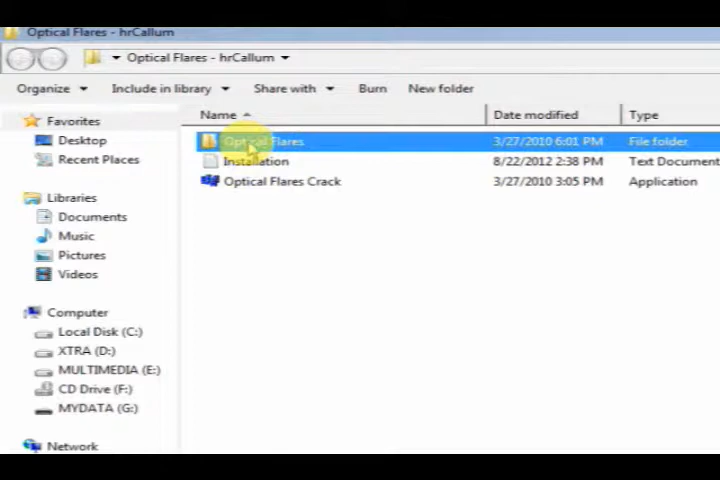 Optical Flares - hrCallum
Optical Flares - hrCallum
Organize Include in library Share with Burn New folder
Name Date modified Type
Favorites
Desktop
Recent Places
Libraries
Documents
Music
Pictures
Videos
Computer
Local Disk (C:)
XTRA (D:)
MULTIMEDIA (E:)
CD Drive (F:)
MYDATA (G:)
Network
Optical Flares 3/27/2010 6:01 PM File folder
Installation 8/22/2012 2:38 PM Text Document
Optical Flares Crack 3/27/2010 3:05 PM Application